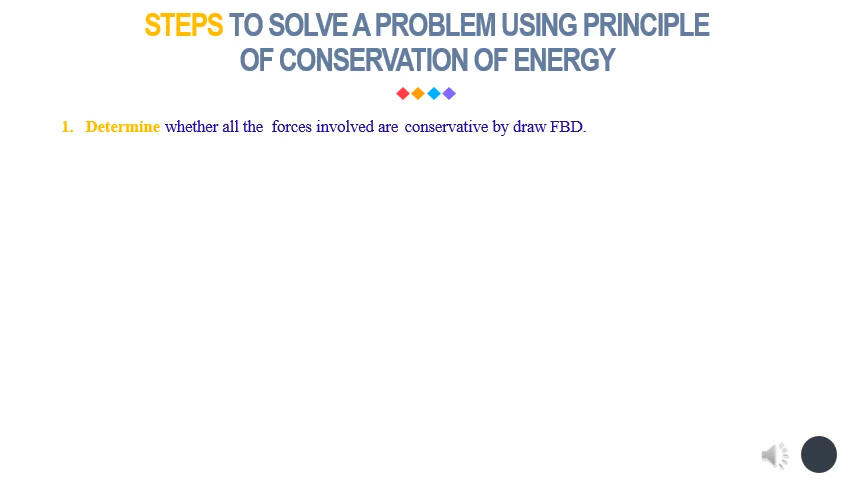 STEPS TO SOLVE A PROBLEM USING PRINCIPLE
OF CONSERVATION OF ENERGY
1. Determine whether all the forces involved are conservative by draw FBD.